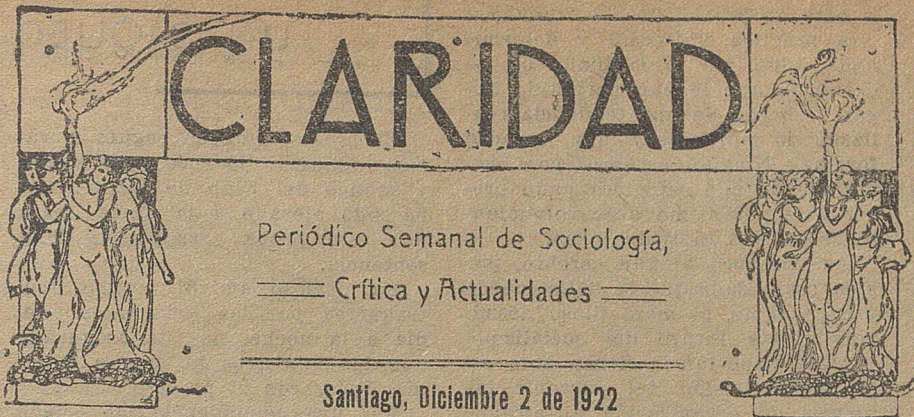 CLARIDAD
Periódico Semanal de Sociología,
Crítica y Actualidades
Santiago, Diciembre 2 de 1922